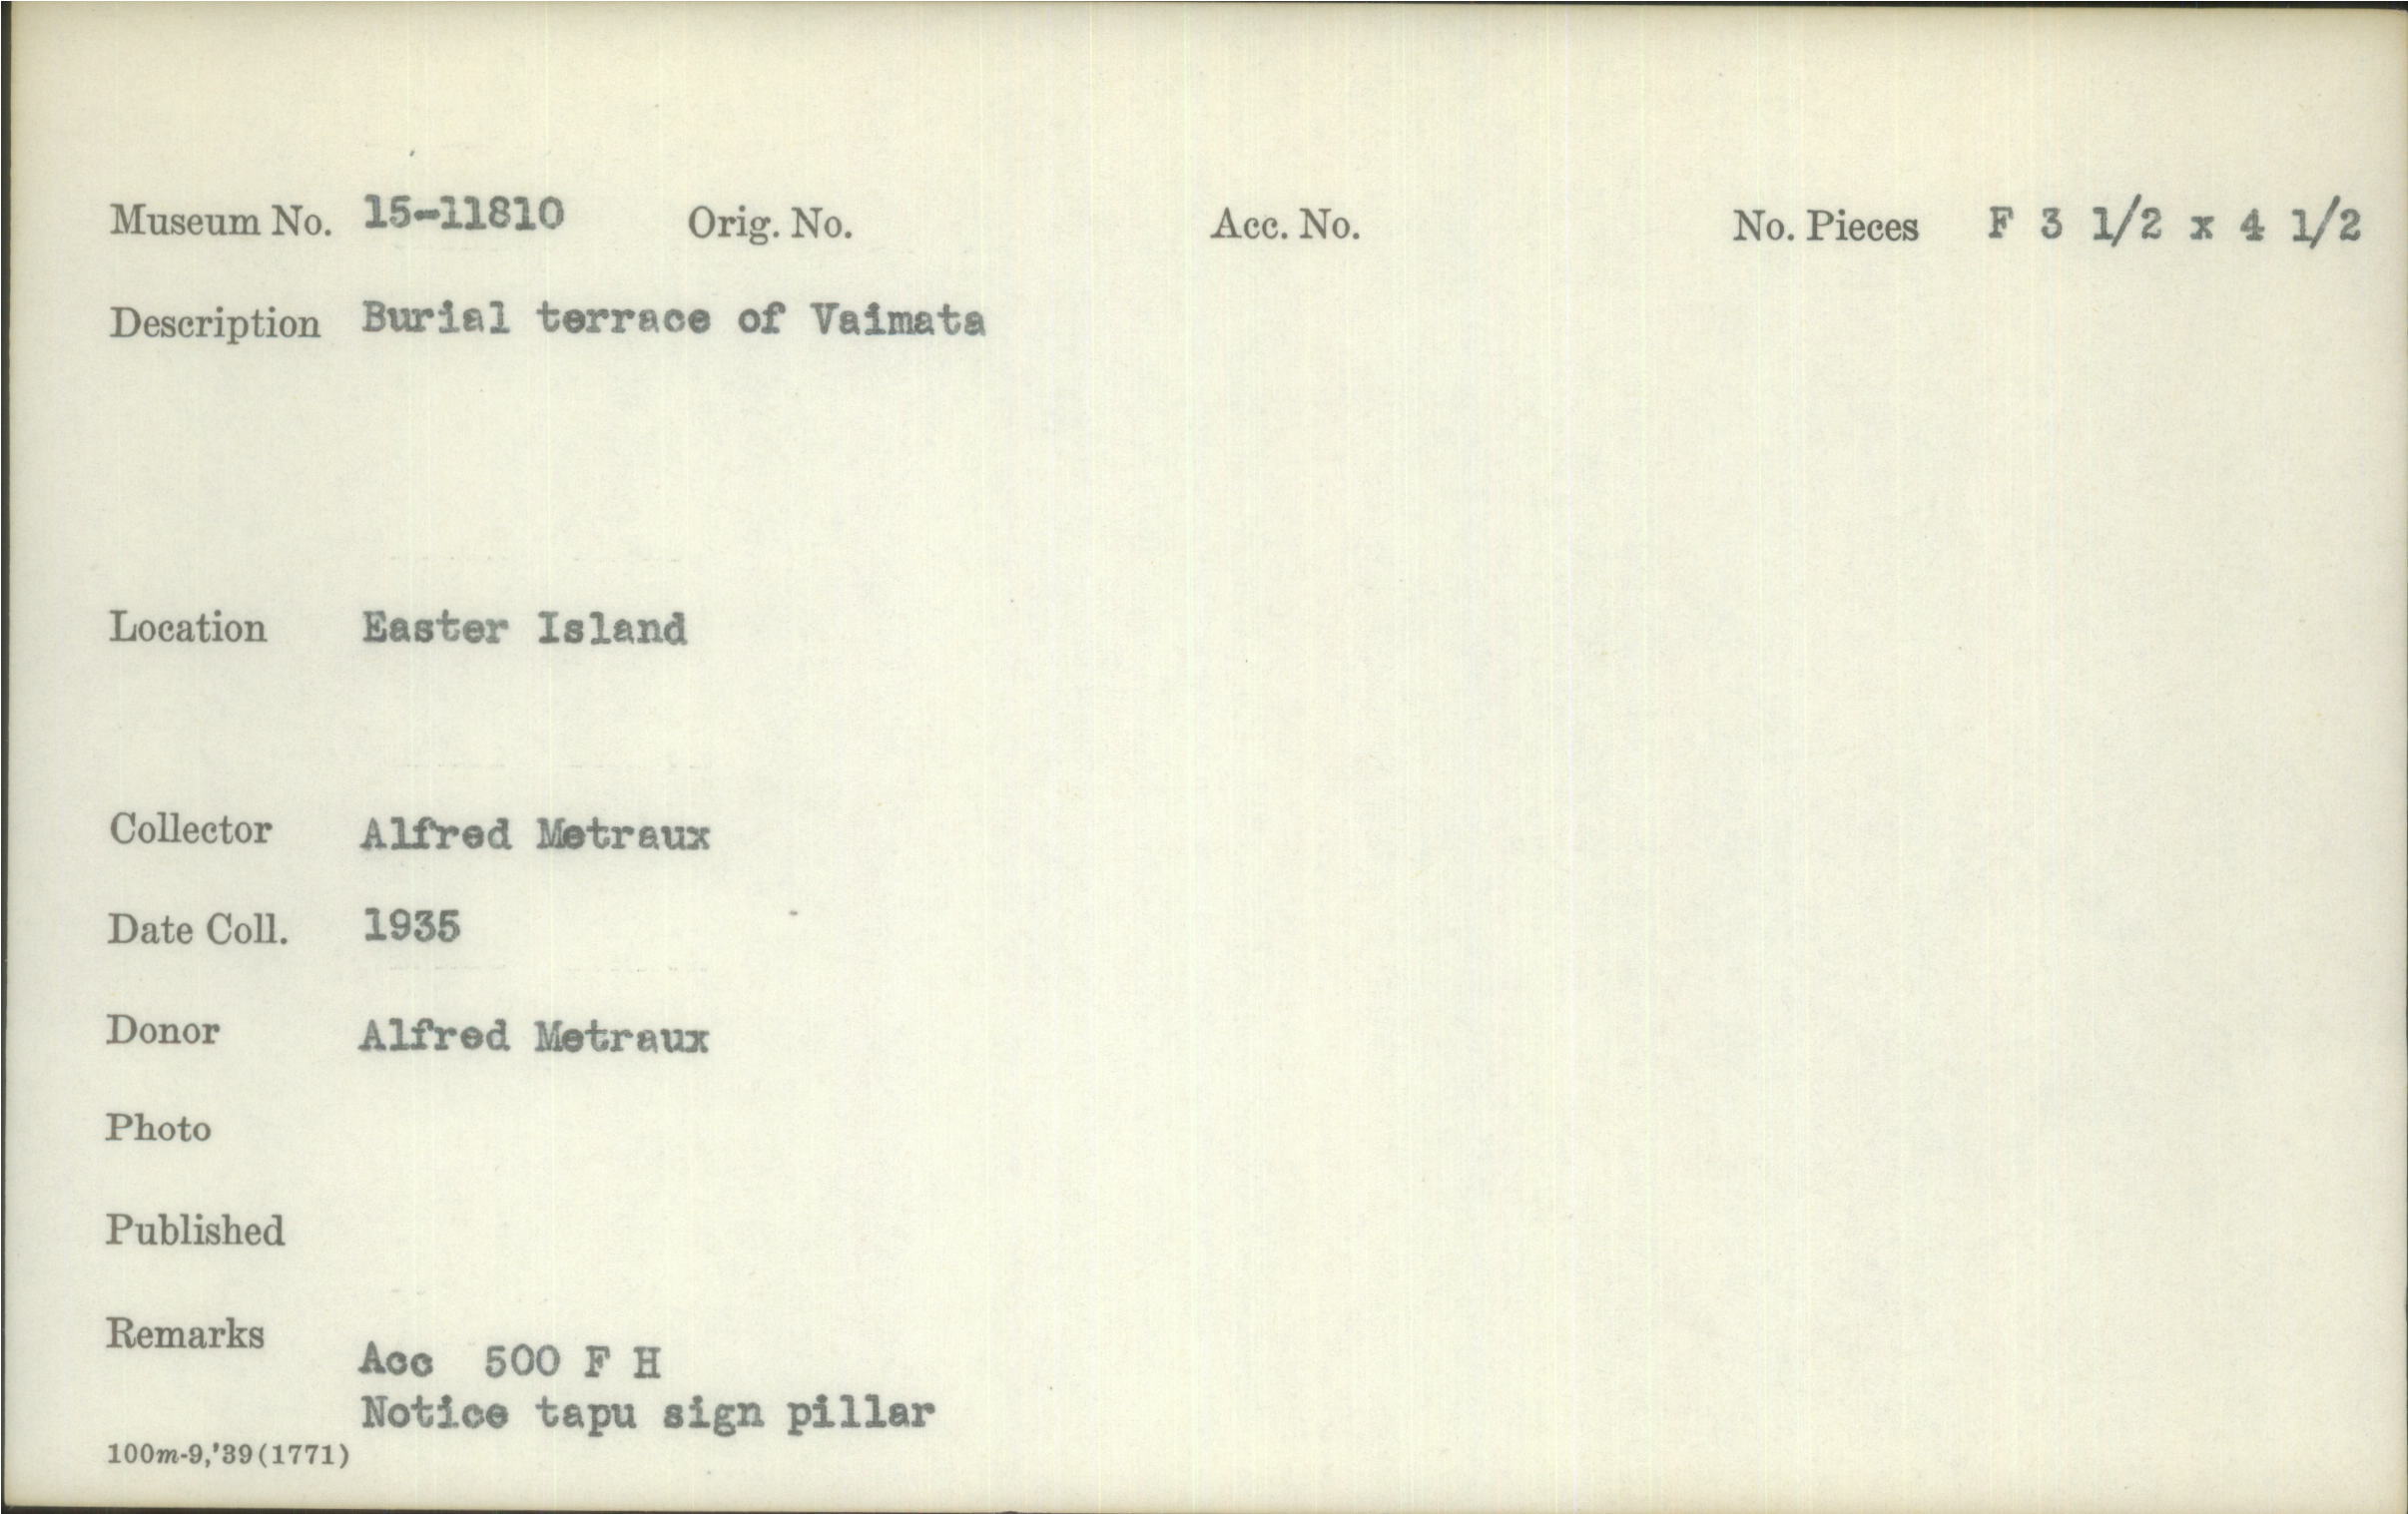 Museum No. 15-11810 Orig. No. Acc. No. No. Pieces F 3 1/2 x 4 1/2
Description Burial terrace of Vaimata
Location Easter Island
Collector Alfred Metraux
Date Coll. 1935
Donor Alfred Metraux
Photo
Published
Remarks
Acc 500 F H
Notice tapu sign pillar
100m-9,'39(1771)